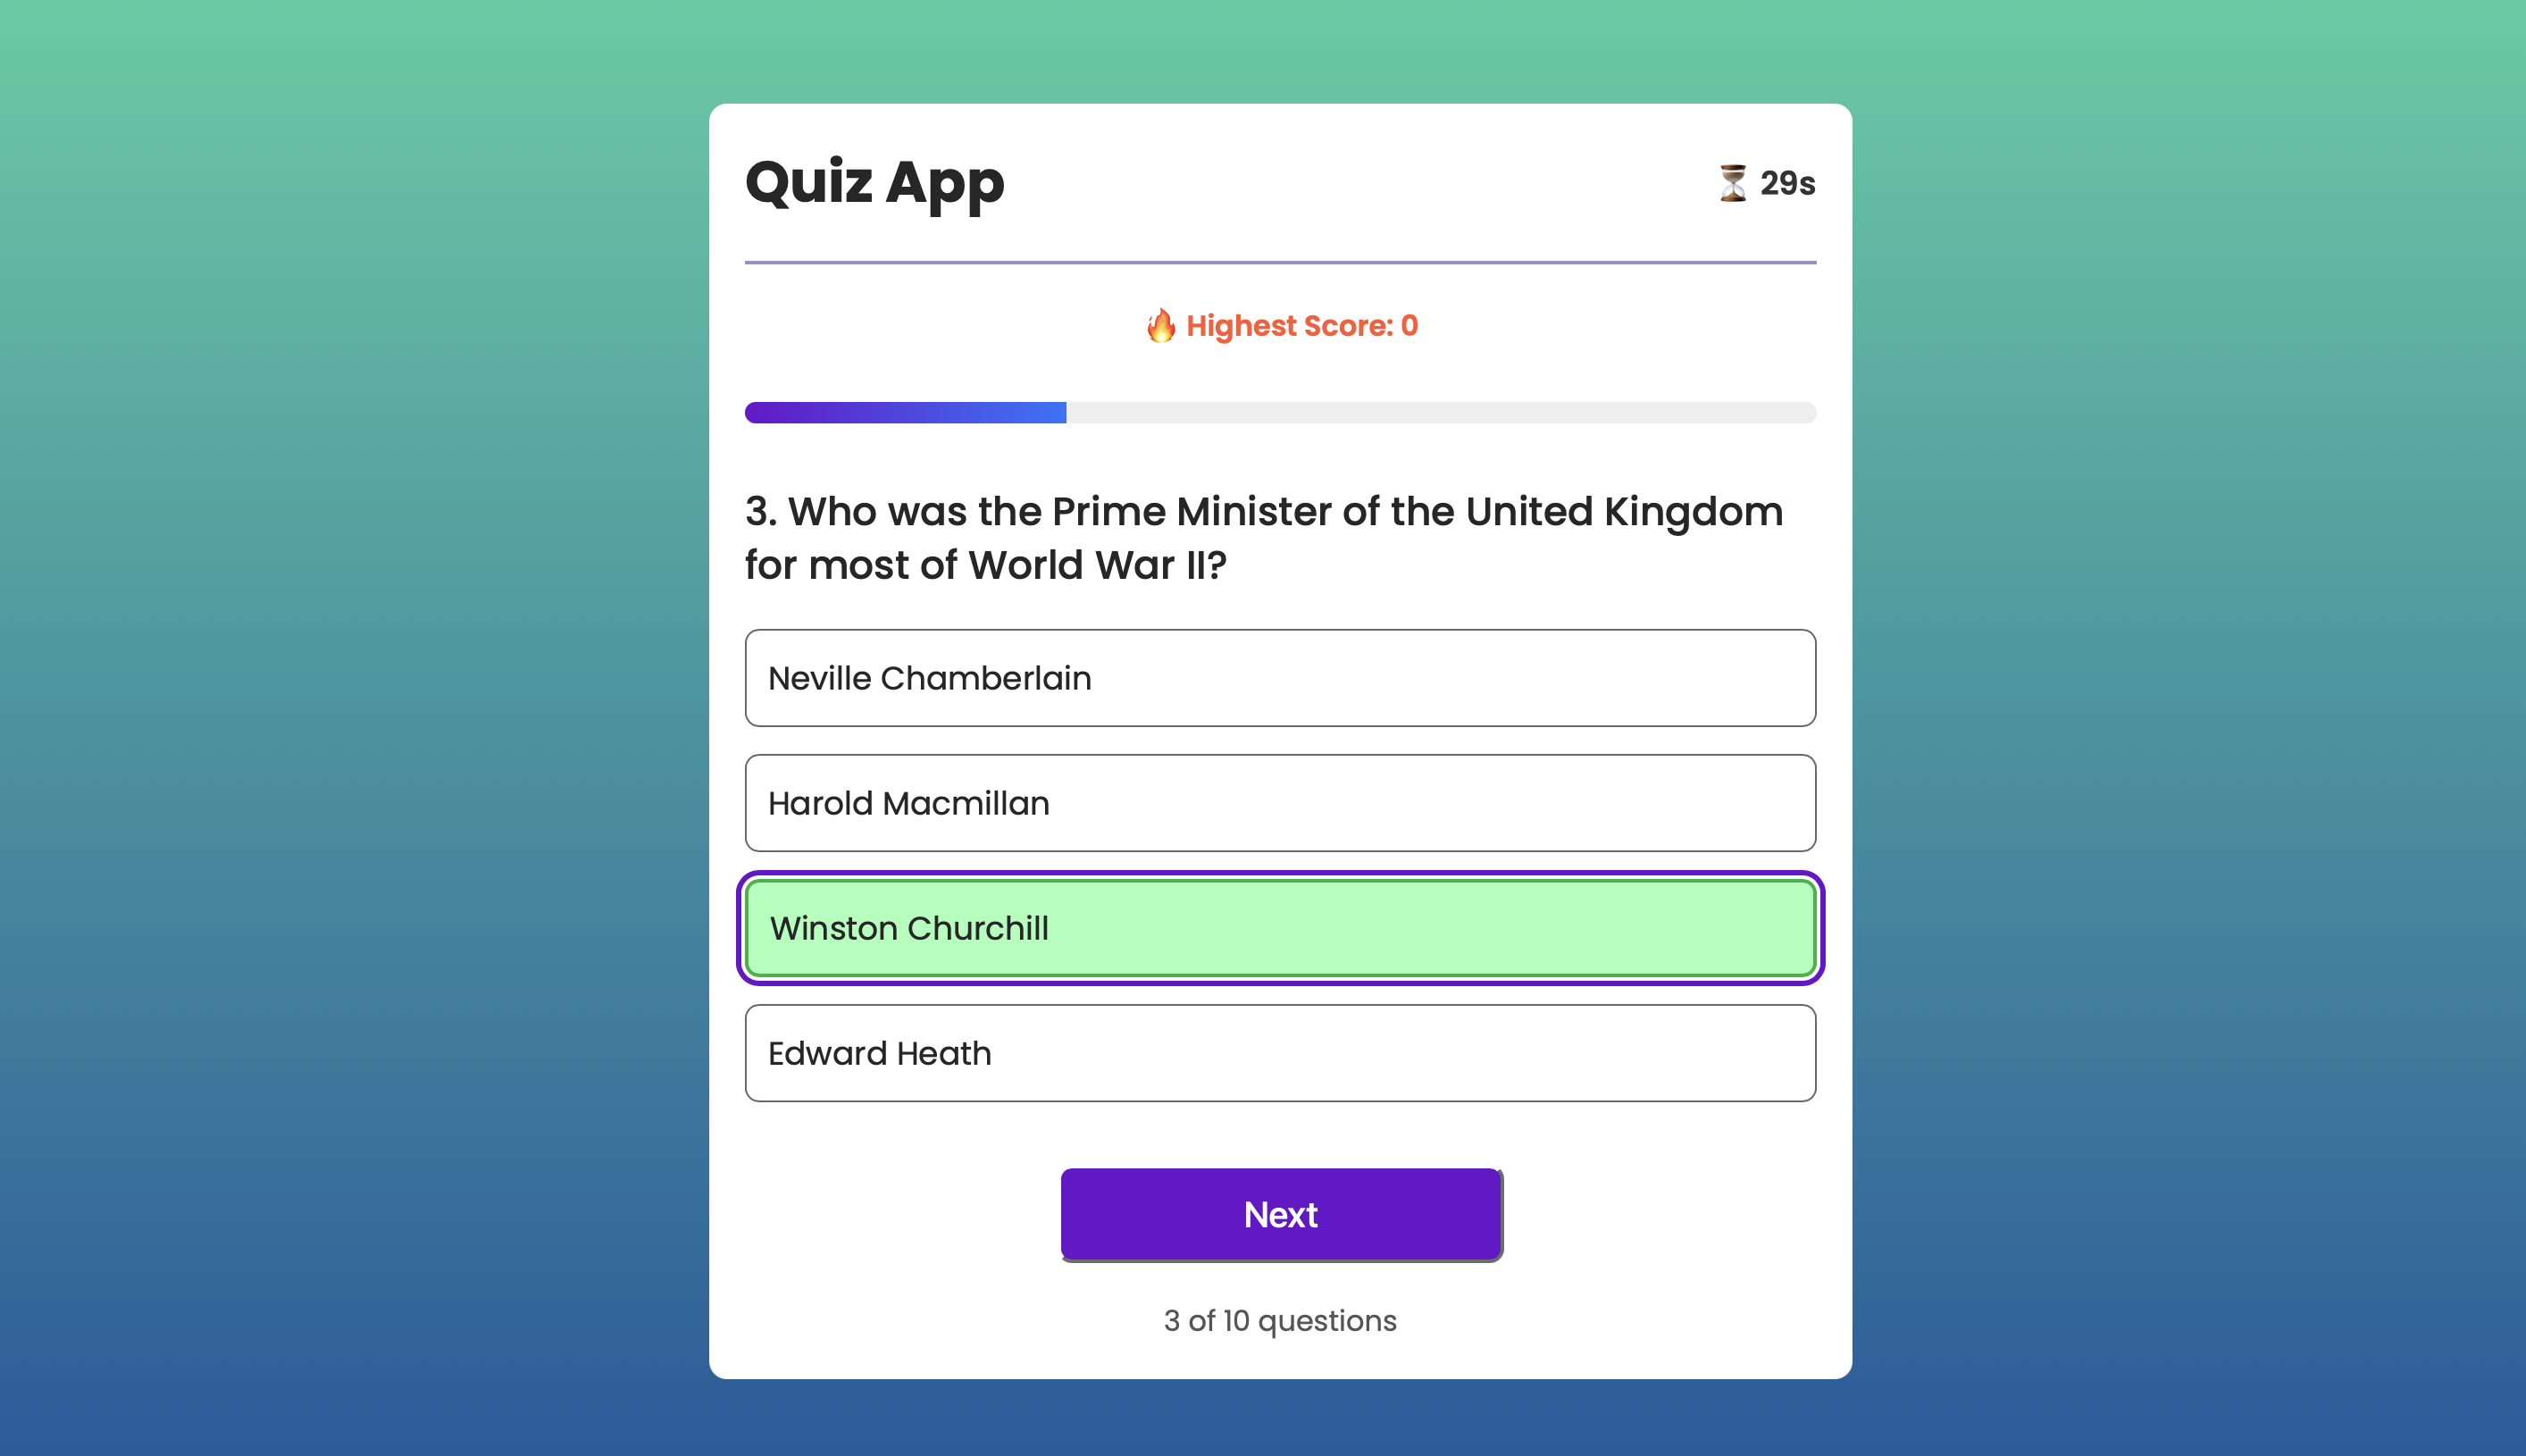 Quiz App
⏳ 29s
🔥 Highest Score: 0
3. Who was the Prime Minister of the United Kingdom
for most of World War II?
Neville Chamberlain
Harold Macmillan
Winston Churchill
Edward Heath
Next
3 of 10 questions